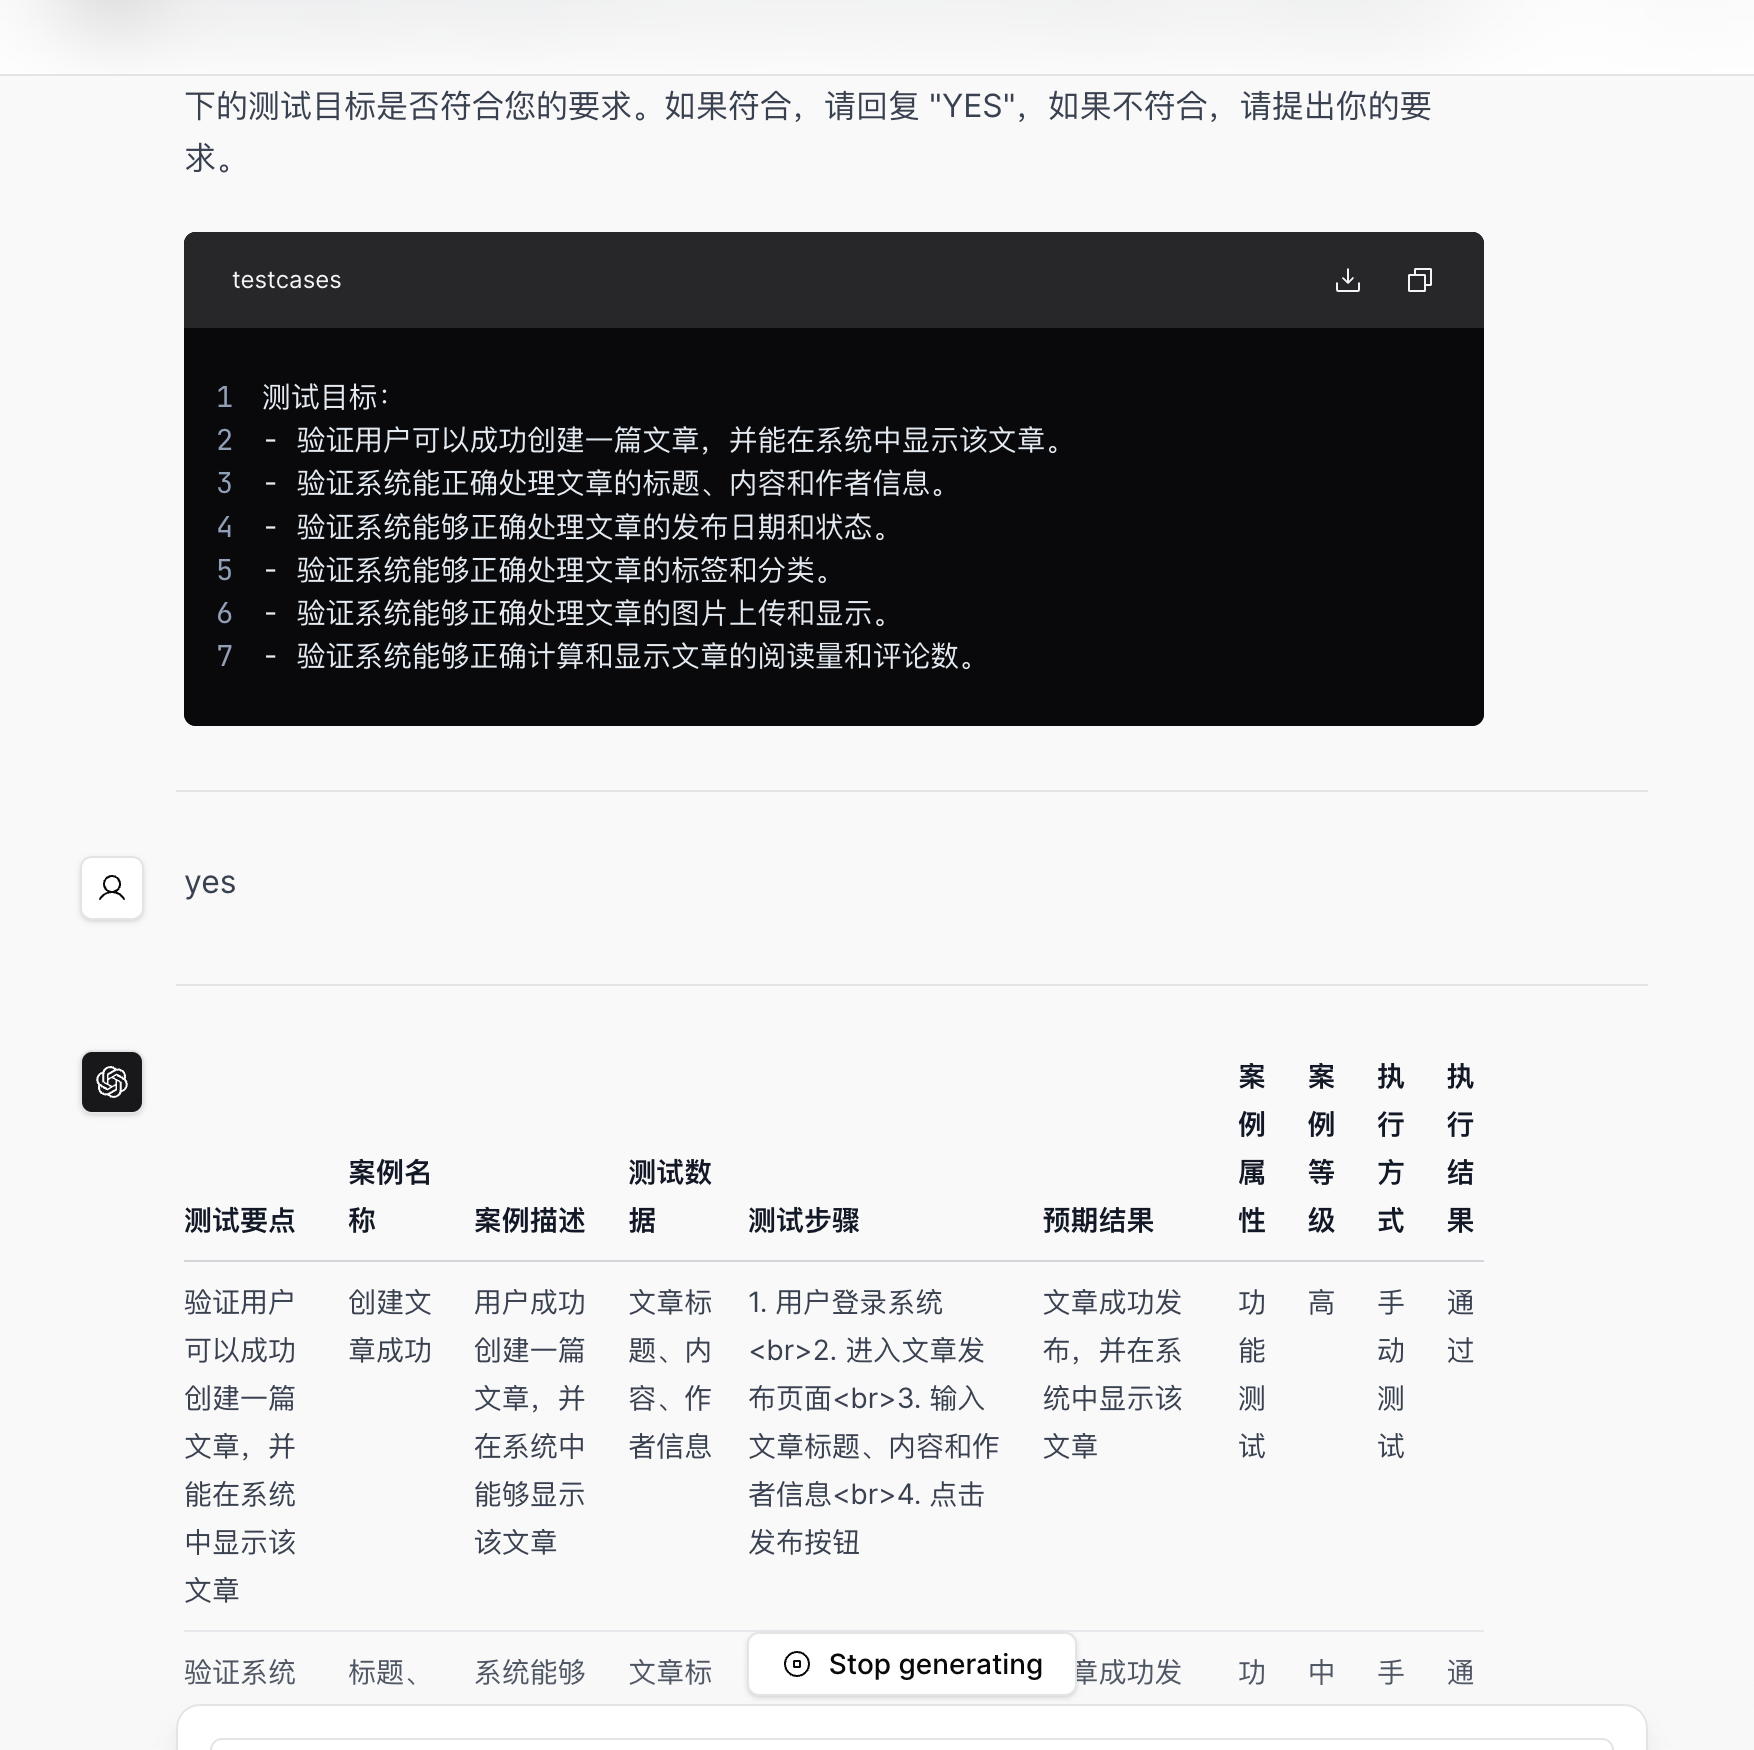 下的测试目标是否符合您的要求。如果符合，请回复 "YES"，如果不符合，请提出你的要
求。
testcases
1 测试目标：
2 - 验证用户可以成功创建一篇文章，并能在系统中显示该文章。
3 - 验证系统能正确处理文章的标题、内容和作者信息。
4 - 验证系统能够正确处理文章的发布日期和状态。
5 - 验证系统能够正确处理文章的标签和分类。
6 - 验证系统能够正确处理文章的图片上传和显示。
7 - 验证系统能够正确计算和显示文章的阅读量和评论数。
yes
测试要点
案例名
称
案例描述
测试数
据
测试步骤
预期结果
案
例
属
性
案
例
等
级
执
行
方
式
执
行
结
果
验证用户
可以成功
创建一篇
文章，并
能在系统
中显示该
文章
创建文
章成功
用户成功
创建一篇
文章，并
在系统中
能够显示
该文章
文章标
题、内
容、作
者信息
1. 用户登录系统
<br>2. 进入文章发
布页面<br>3. 输入
文章标题、内容和作
者信息<br>4. 点击
发布按钮
文章成功发
布，并在系
统中显示该
文章
功
能
测
试
高
手
动
测
试
通
过
验证系统
标题、
系统能够
文章标
Stop generating
章成功发
功
中
手
通